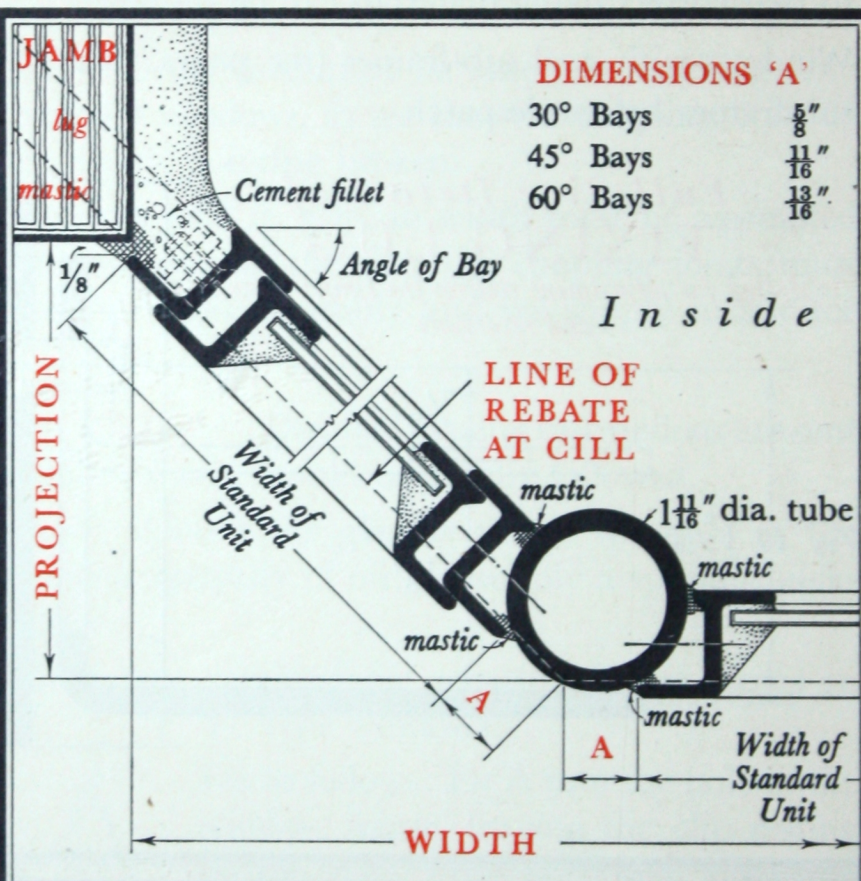 JAMB
lug
mastic
DIMENSIONS 'A'
30° Bays 5/8"
45° Bays 11/16"
60° Bays 13/16"
Cement fillet
1/8"
Angle of Bay
Inside
PROJECTION
LINE OF
REBATE
AT CILL
Width of
Standard
Unit
mastic
1 11/16" dia. tube
mastic
mastic
A
mastic
A
Width of
Standard
Unit
WIDTH